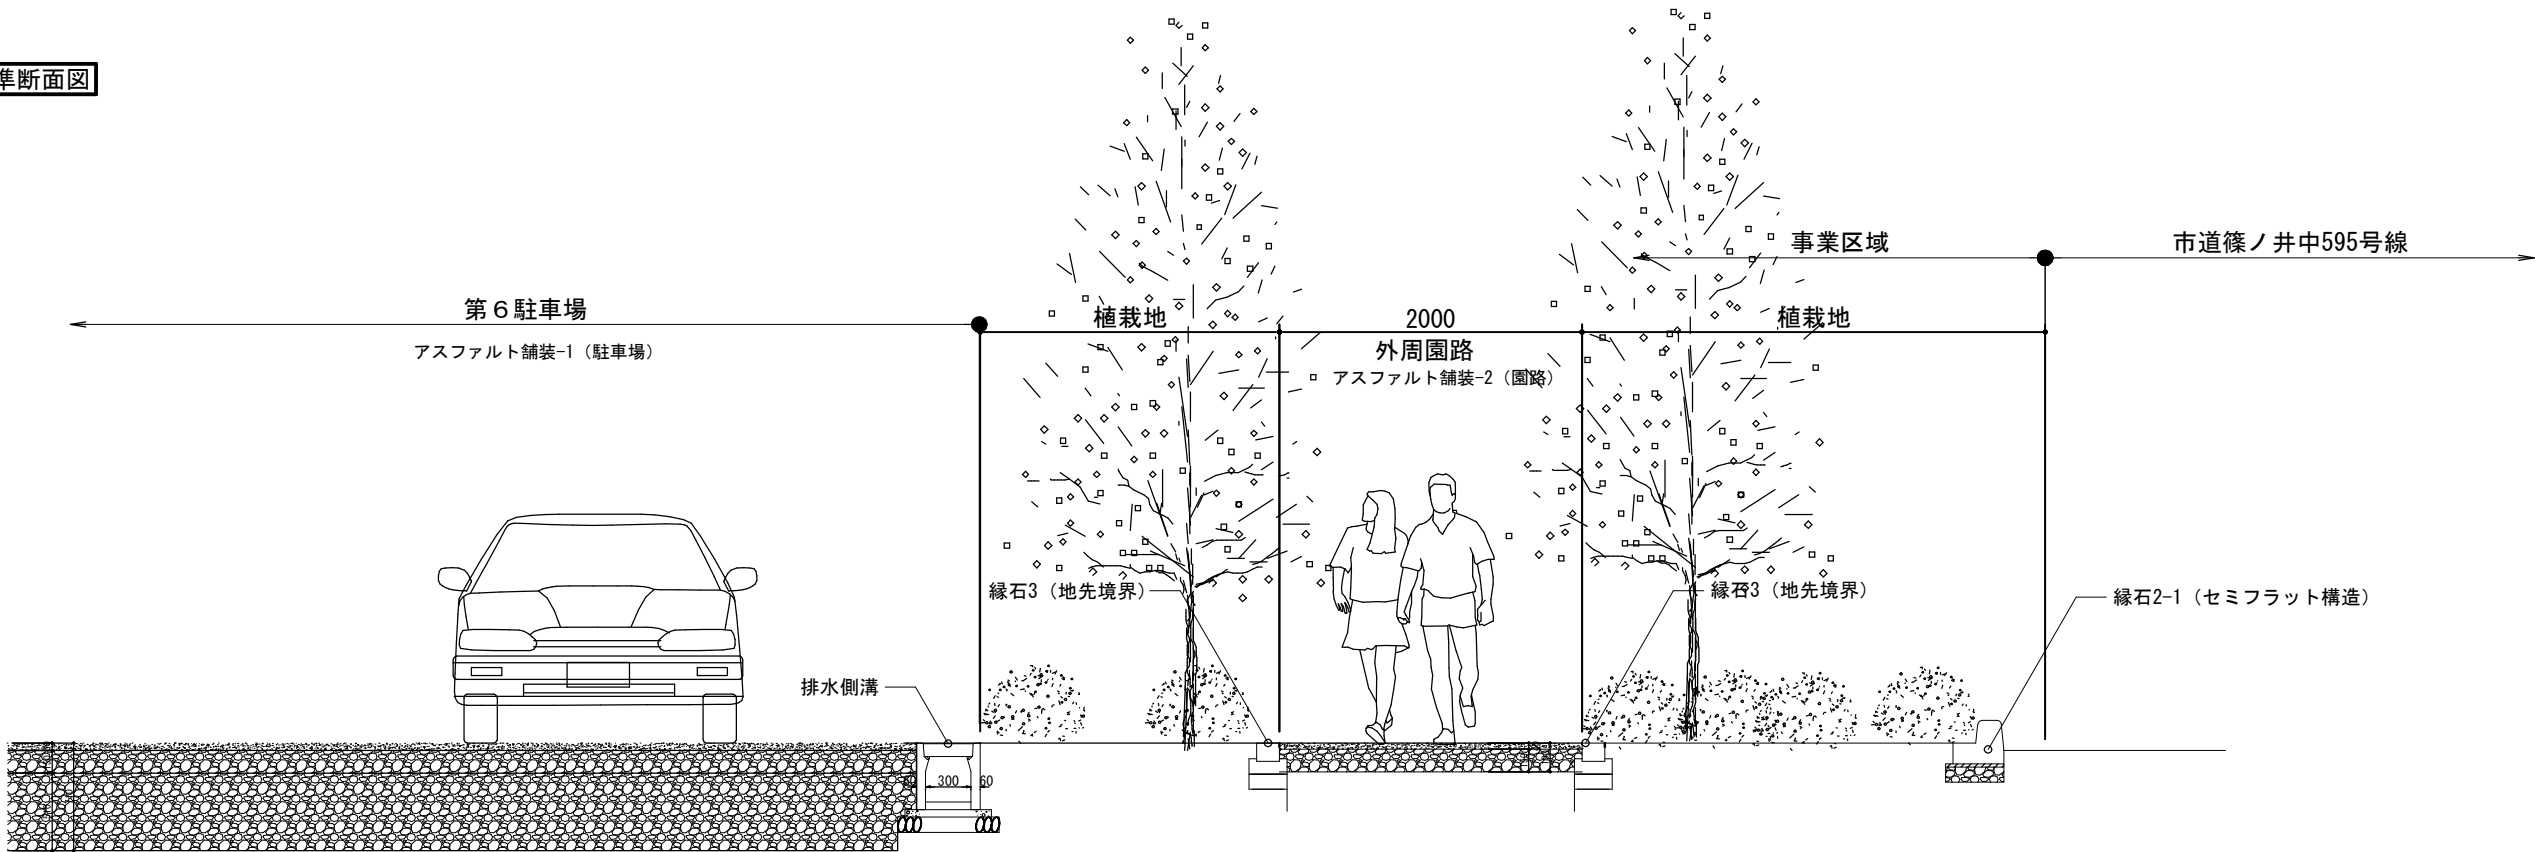 準断面図
事業区域
市道篠ノ井中595号線
第６駐車場
アスファルト舗装-1（駐車場）
植栽地
2000
植栽地
外周園路
アスファルト舗装-2（園路）
縁石3（地先境界）
縁石3（地先境界）
縁石2-1（セミフラット構造）
排水側溝
60
300
60